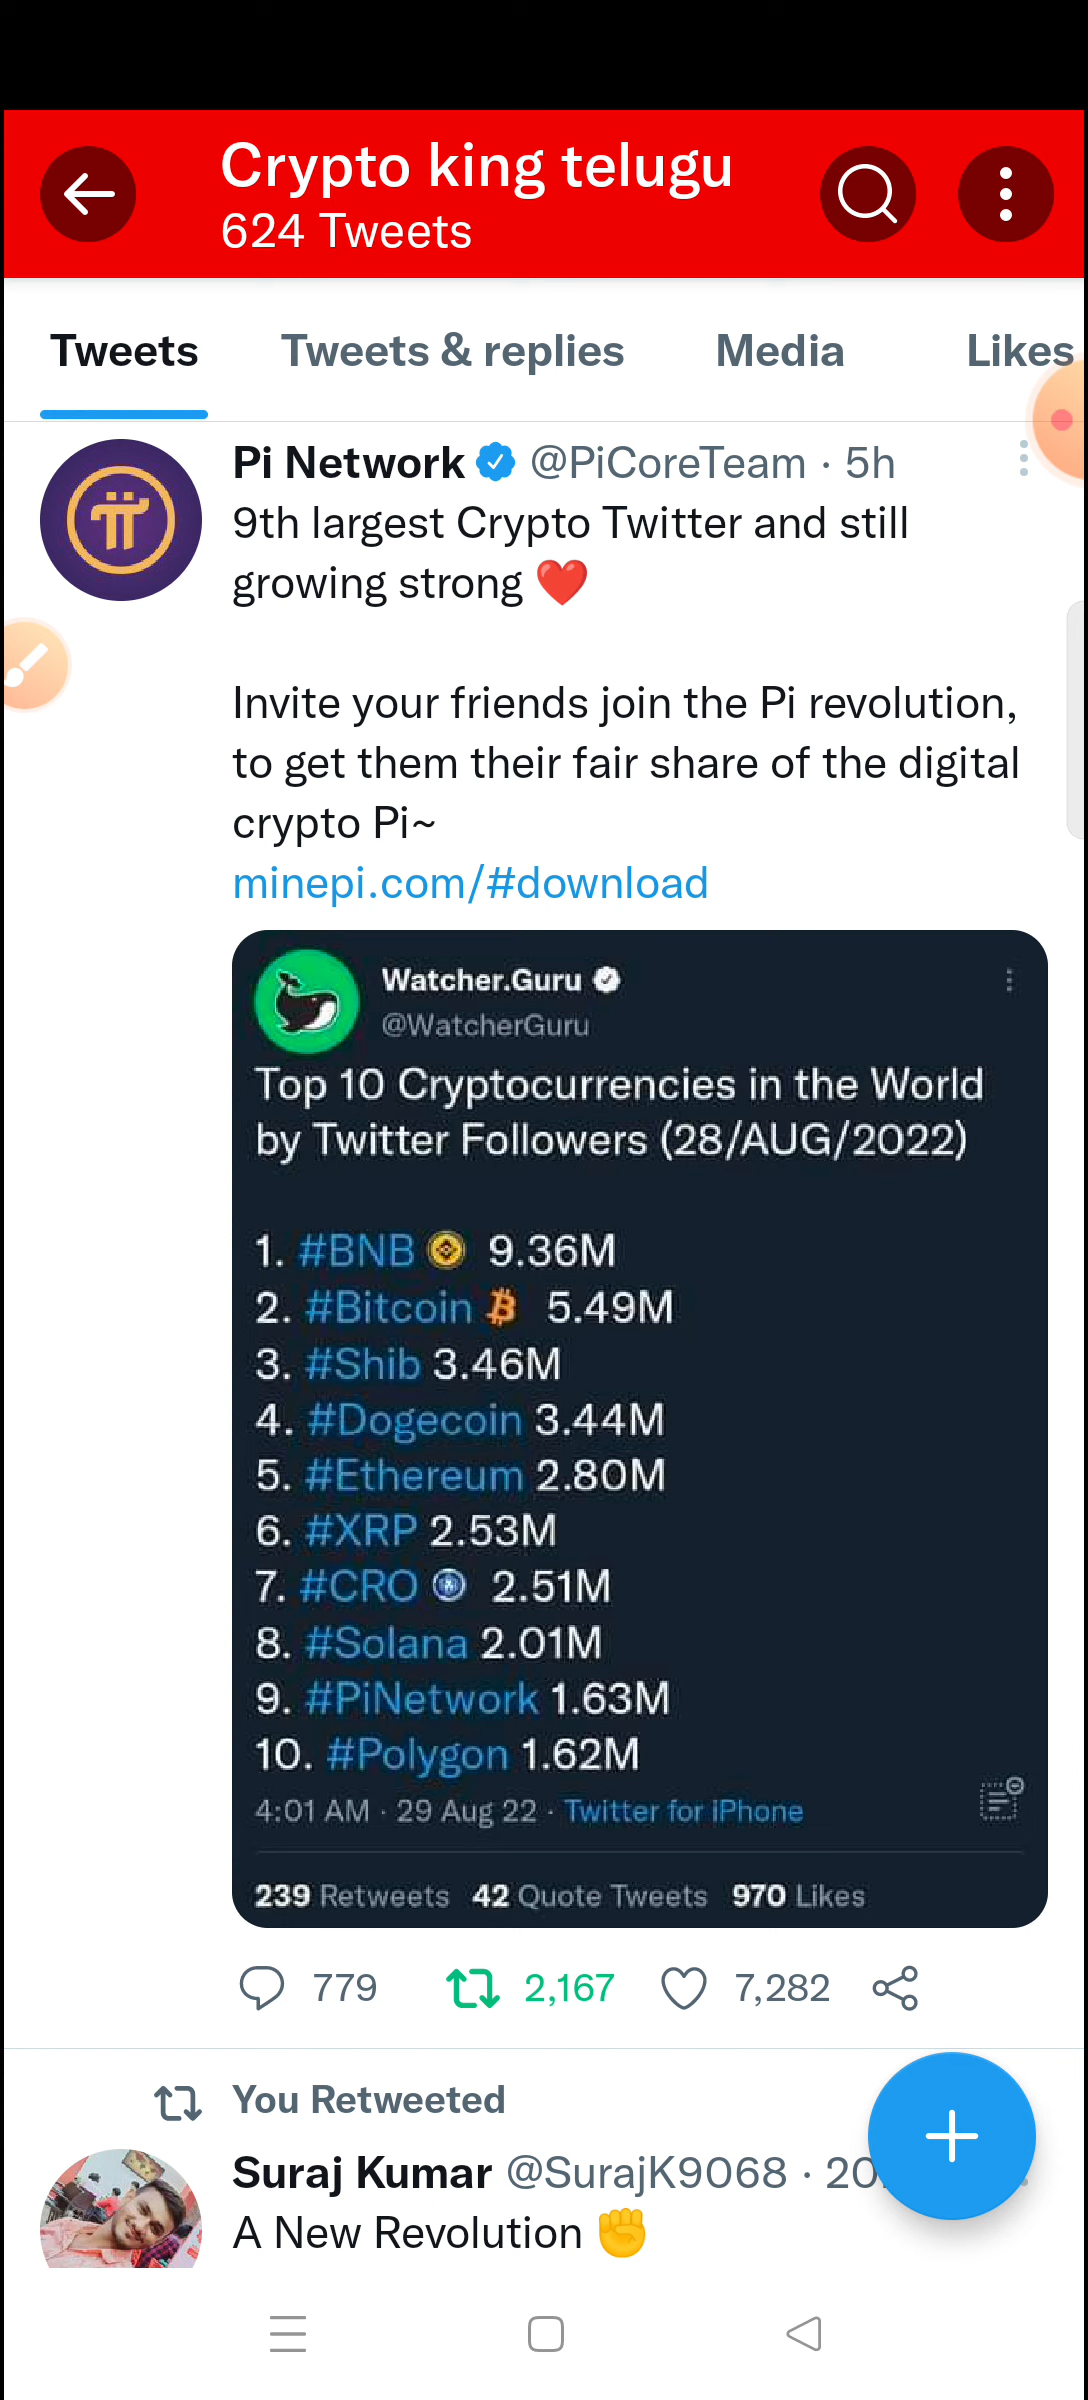 Crypto king telugu
624 Tweets
Tweets Tweets & replies Media Likes
Pi Network @PiCoreTeam · 5h
9th largest Crypto Twitter and still
growing strong ❤️
Invite your friends join the Pi revolution,
to get them their fair share of the digital
crypto Pi~
minepi.com/#download
Watcher.Guru
@WatcherGuru
Top 10 Cryptocurrencies in the World
by Twitter Followers (28/AUG/2022)
1. #BNB 9.36M
2. #Bitcoin 5.49M
3. #Shib 3.46M
4. #Dogecoin 3.44M
5. #Ethereum 2.80M
6. #XRP 2.53M
7. #CRO 2.51M
8. #Solana 2.01M
9. #PiNetwork 1.63M
10. #Polygon 1.62M
4:01 AM · 29 Aug 22 · Twitter for iPhone
239 Retweets 42 Quote Tweets 970 Likes
779 2,167 7,282
You Retweeted
Suraj Kumar @SurajK9068 ·
A New Revolution ✊